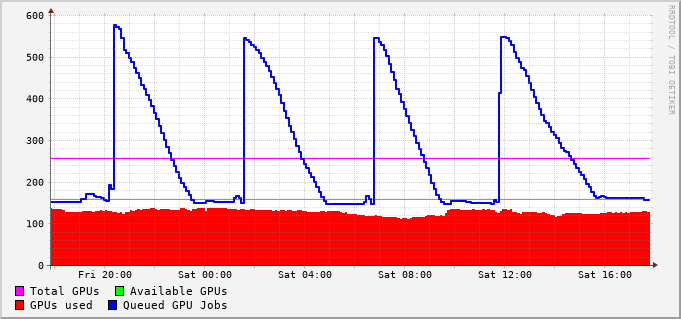 600
500
400
300
200
100
0
Fri 20:00 Sat 00:00 Sat 04:00 Sat 08:00 Sat 12:00 Sat 16:00
Total GPUs Available GPUs
GPUs used Queued GPU Jobs
RRDTOOL / TOBI OETIKER